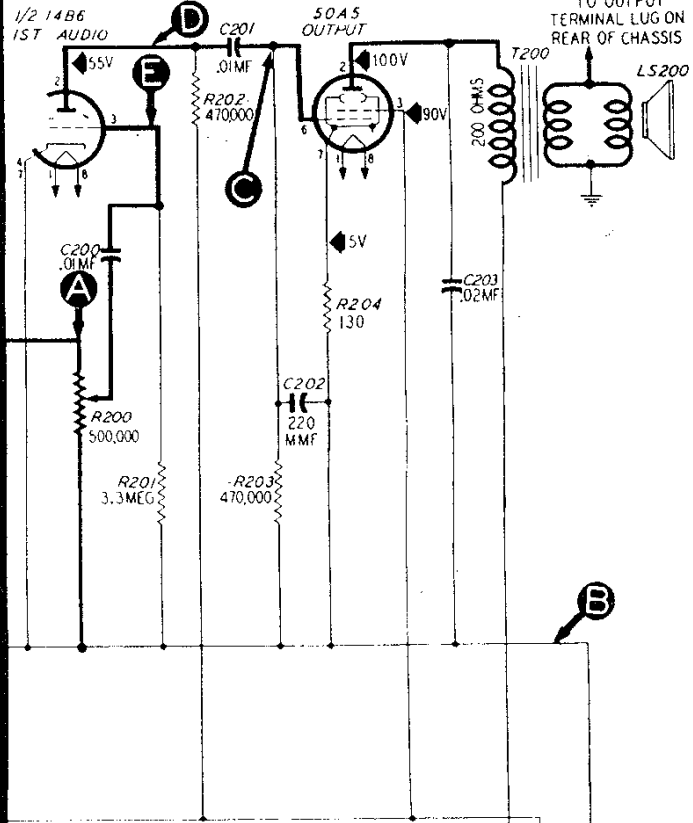 1/2 14B6
1ST AUDIO
D
C201
.01MF
50A5
OUTPUT
TO OUTPUT
TERMINAL LUG ON
REAR OF CHASSIS
2
55V
E
R202
470,000
2
100V
T200
LS200
200 OHMS
3
6
3
90V
4
7
1
8
C
7
1
8
C200
.01MF
5V
A
R204
130
C203
.02MF
C202
220
MMF
R200
500,000
R201
3.3MEG
R203
470,000
B